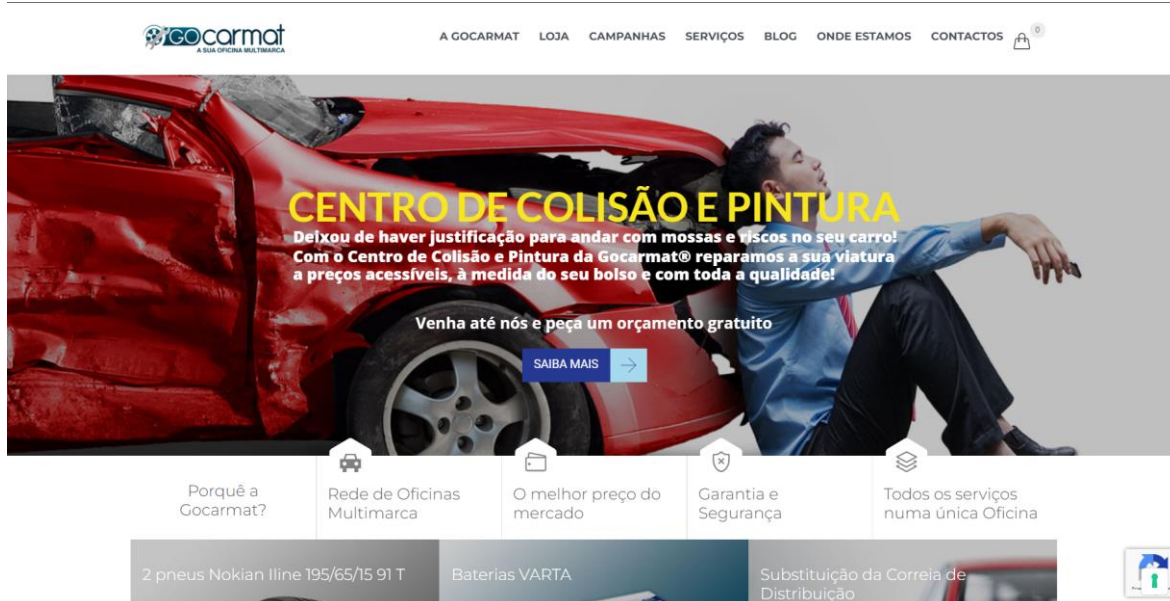 GOcarmat
A SUA OFICINA MULTIMARCA
A GOCARMAT LOJA CAMPANHAS SERVIÇOS BLOG ONDE ESTAMOS CONTACTOS 0
CENTRO DE COLISÃO E PINTURA
Deixou de haver justificação para andar com mossas e riscos no seu carro!
Com o Centro de Colisão e Pintura da Gocarmat® reparamos a sua viatura
a preços acessíveis, à medida do seu bolso e com toda a qualidade!
Venha até nós e peça um orçamento gratuito
SAIBA MAIS
Porquê a
Gocarmat?
Rede de Oficinas
Multimarca
O melhor preço do
mercado
Garantia e
Segurança
Todos os serviços
numa única Oficina
2 pneus Nokian Iline 195/65/15 91 T
Baterias VARTA
Substituição da Correia de
Distribuição